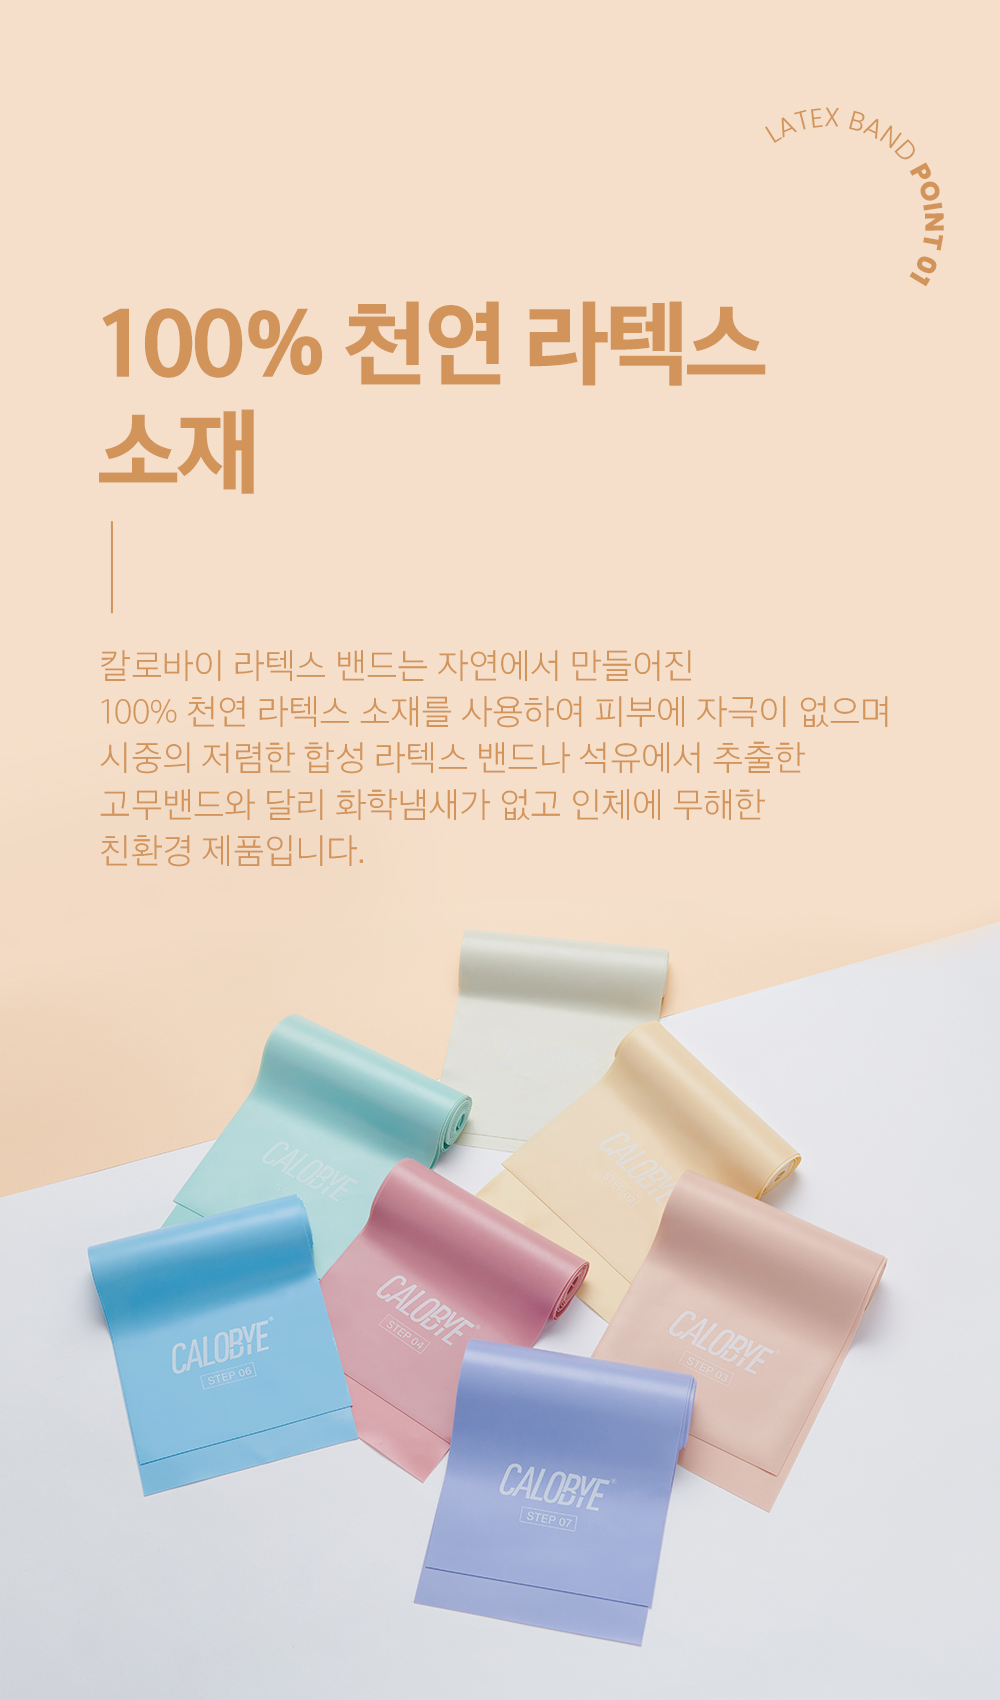 LATEX BAND POINT 01
100% 천연 라텍스
소재
칼로바이 라텍스 밴드는 자연에서 만들어진
100% 천연 라텍스 소재를 사용하여 피부에 자극이 없으며
시중의 저렴한 합성 라텍스 밴드나 석유에서 추출한
고무밴드와 달리 화학냄새가 없고 인체에 무해한
친환경 제품입니다.
CALOBYE
CALOBYE
CALOBYE
STEP 04
CALOBYE
STEP 03
CALOBYE
STEP 06
CALOBYE
STEP 07